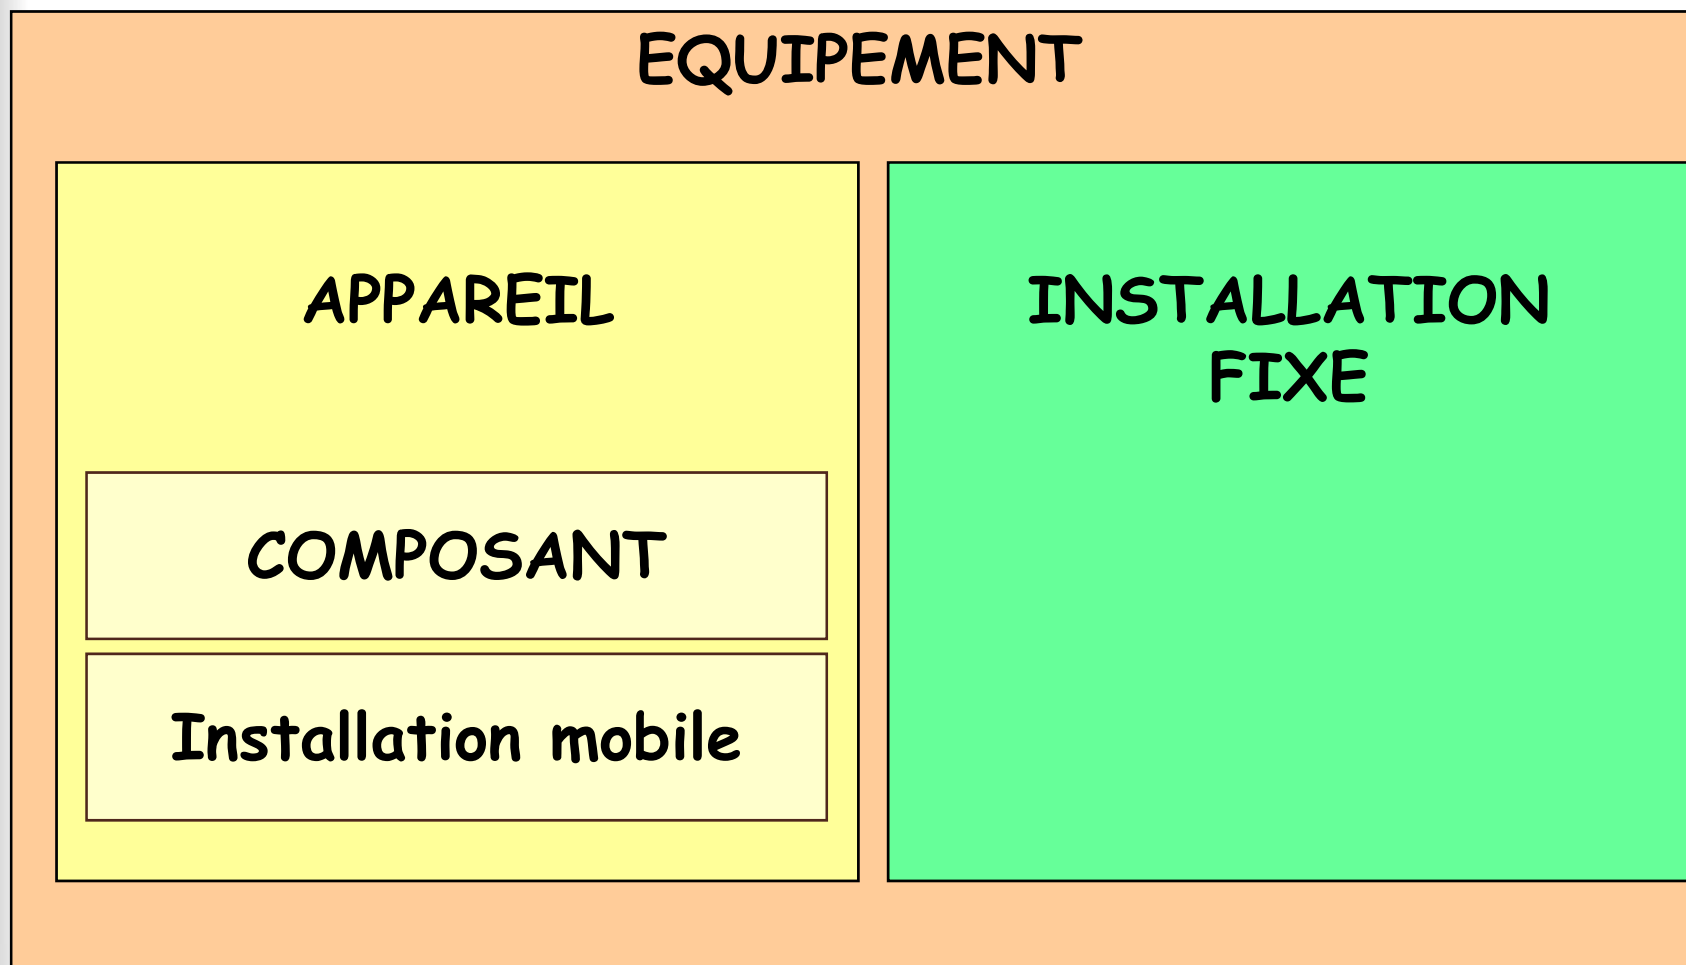 EQUIPEMENT
APPAREIL
INSTALLATION
FIXE
COMPOSANT
Installation mobile